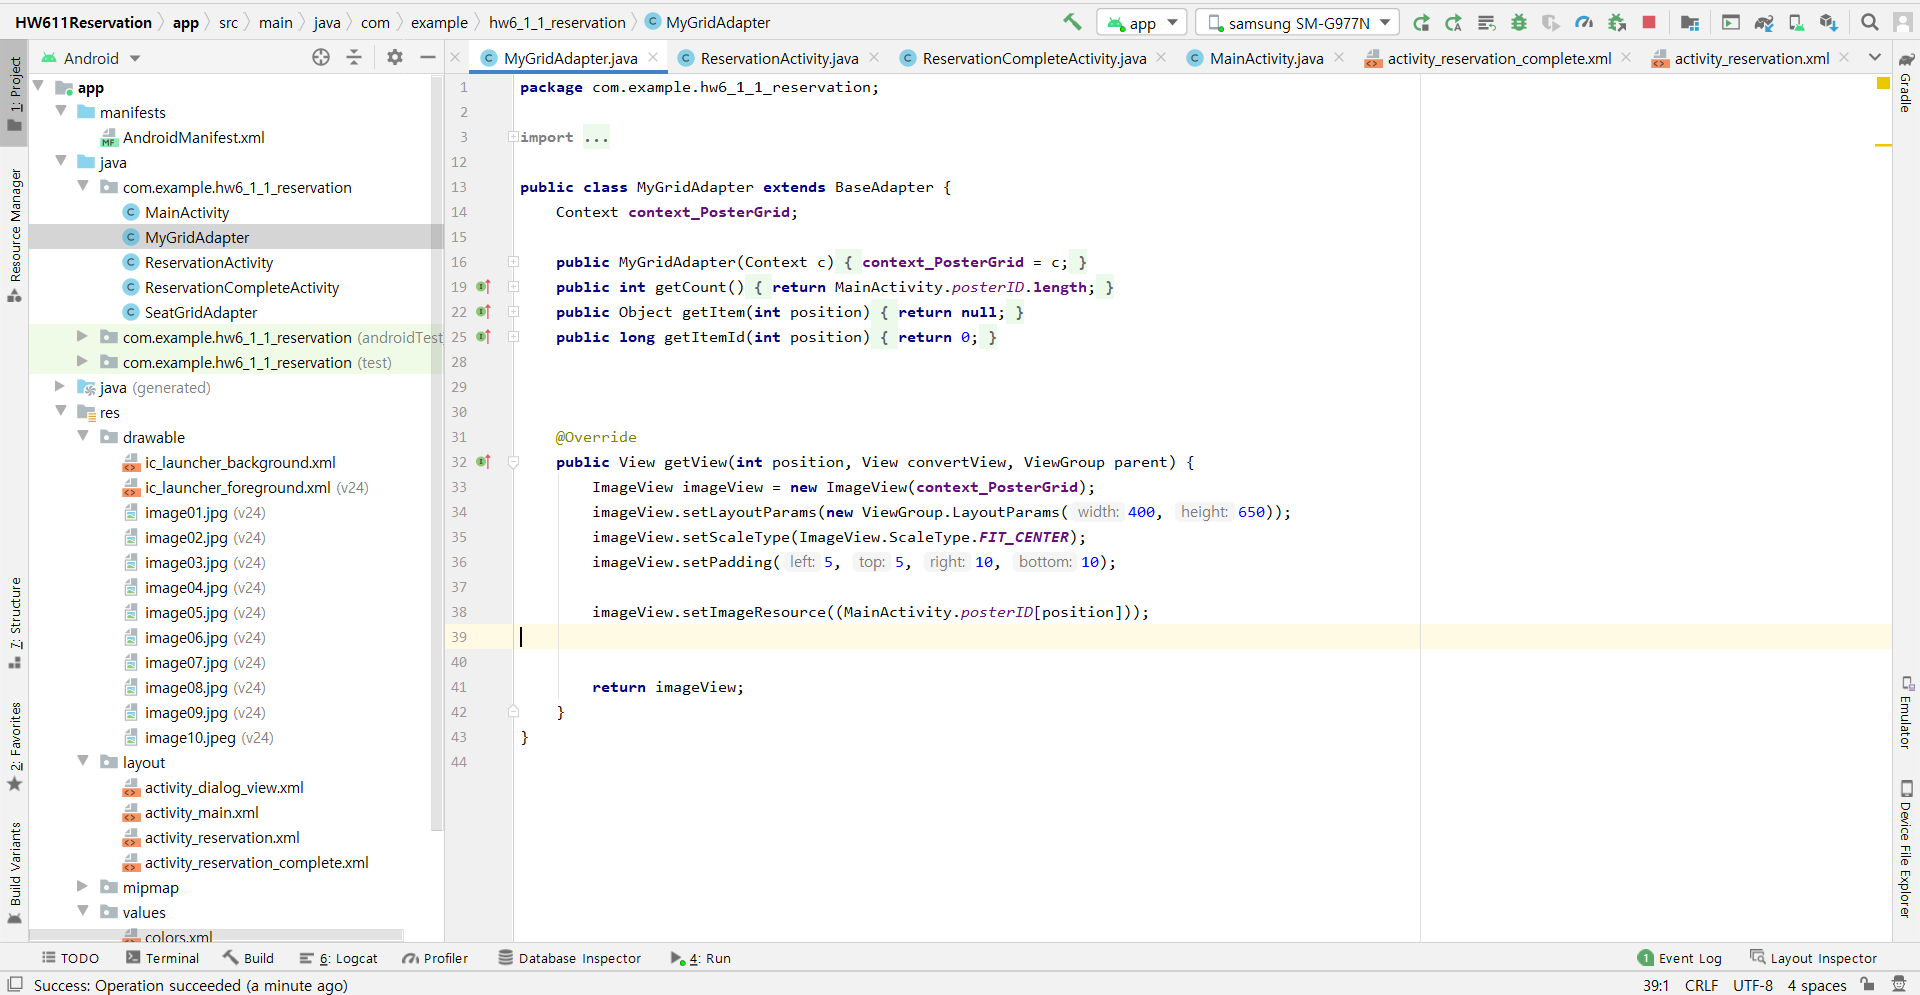 HW611Reservation app src main java com example hw6_1_1_reservation MyGridAdapter app samsung SM-G977N
Android MyGridAdapter.java ReservationActivity.java ReservationCompleteActivity.java MainActivity.java activity_reservation_complete.xml activity_reservation.xml
1: Project
Resource Manager
7: Structure
2: Favorites
Build Variants
app
manifests
AndroidManifest.xml
java
com.example.hw6_1_1_reservation
MainActivity
MyGridAdapter
ReservationActivity
ReservationCompleteActivity
SeatGridAdapter
com.example.hw6_1_1_reservation (androidTest
com.example.hw6_1_1_reservation (test)
java (generated)
res
drawable
ic_launcher_background.xml
ic_launcher_foreground.xml (v24)
image01.jpg (v24)
image02.jpg (v24)
image03.jpg (v24)
image04.jpg (v24)
image05.jpg (v24)
image06.jpg (v24)
image07.jpg (v24)
image08.jpg (v24)
image09.jpg (v24)
image10.jpeg (v24)
layout
activity_dialog_view.xml
activity_main.xml
activity_reservation.xml
activity_reservation_complete.xml
mipmap
values
colors.xml
1 package com.example.hw6_1_1_reservation;
2
3 import ...
12
13 public class MyGridAdapter extends BaseAdapter {
14 Context context_PosterGrid;
15
16 public MyGridAdapter(Context c) { context_PosterGrid = c; }
19 public int getCount() { return MainActivity.posterID.length; }
22 public Object getItem(int position) { return null; }
25 public long getItemId(int position) { return 0; }
28
29
30
31 @Override
32 public View getView(int position, View convertView, ViewGroup parent) {
33 ImageView imageView = new ImageView(context_PosterGrid);
34 imageView.setLayoutParams(new ViewGroup.LayoutParams( width: 400, height: 650));
35 imageView.setScaleType(ImageView.ScaleType.FIT_CENTER);
36 imageView.setPadding( left: 5, top: 5, right: 10, bottom: 10);
37
38 imageView.setImageResource((MainActivity.posterID[position]));
39
40
41 return imageView;
42 }
43 }
44
Gradle
Emulator
Device File Explorer
TODO Terminal Build 6: Logcat Profiler Database Inspector 4: Run 1 Event Log Layout Inspector
Success: Operation succeeded (a minute ago) 39:1 CRLF UTF-8 4 spaces